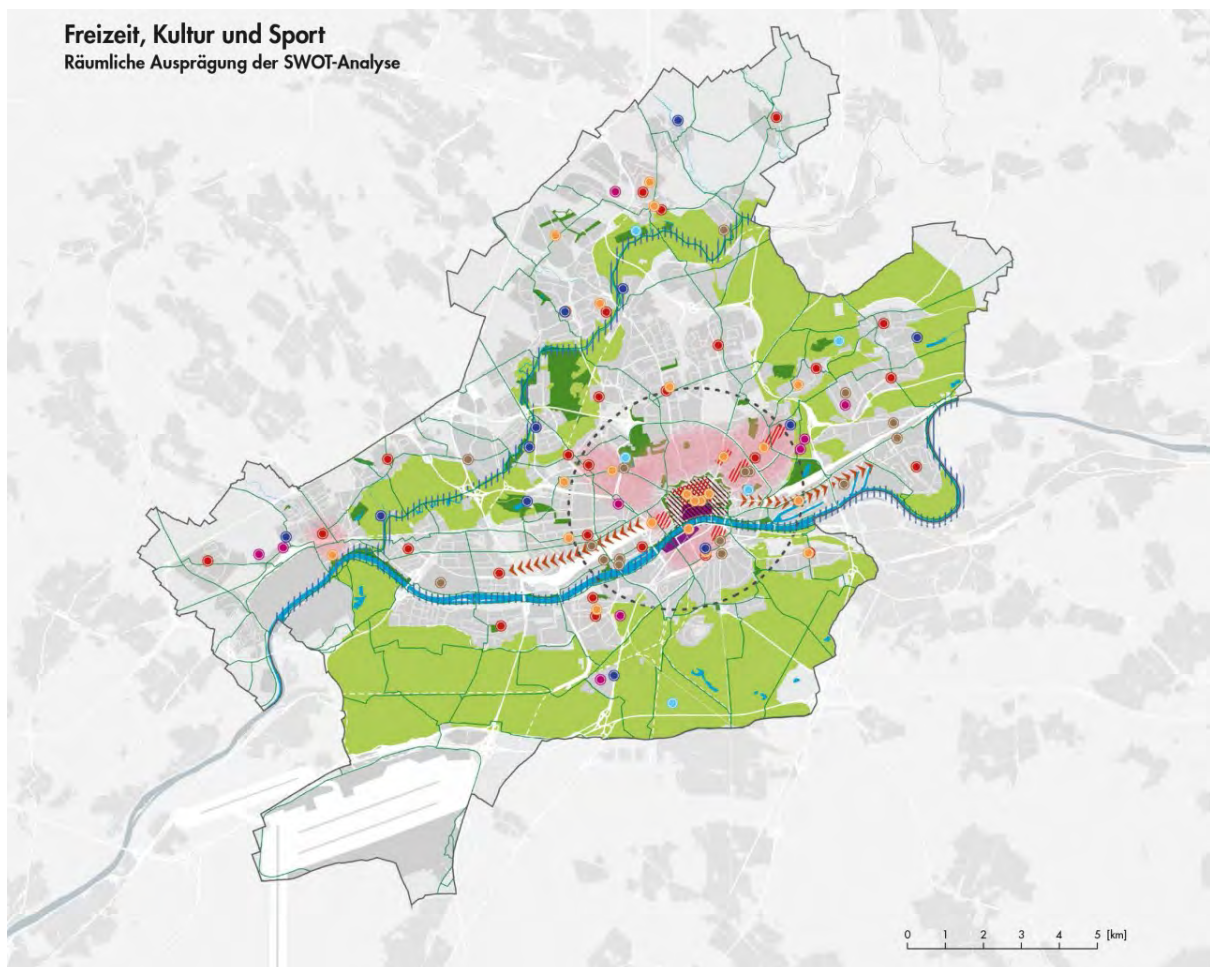 Freizeit, Kultur und Sport
Räumliche Ausprägung der SWOT-Analyse
0 1 2 3 4 5 [km]